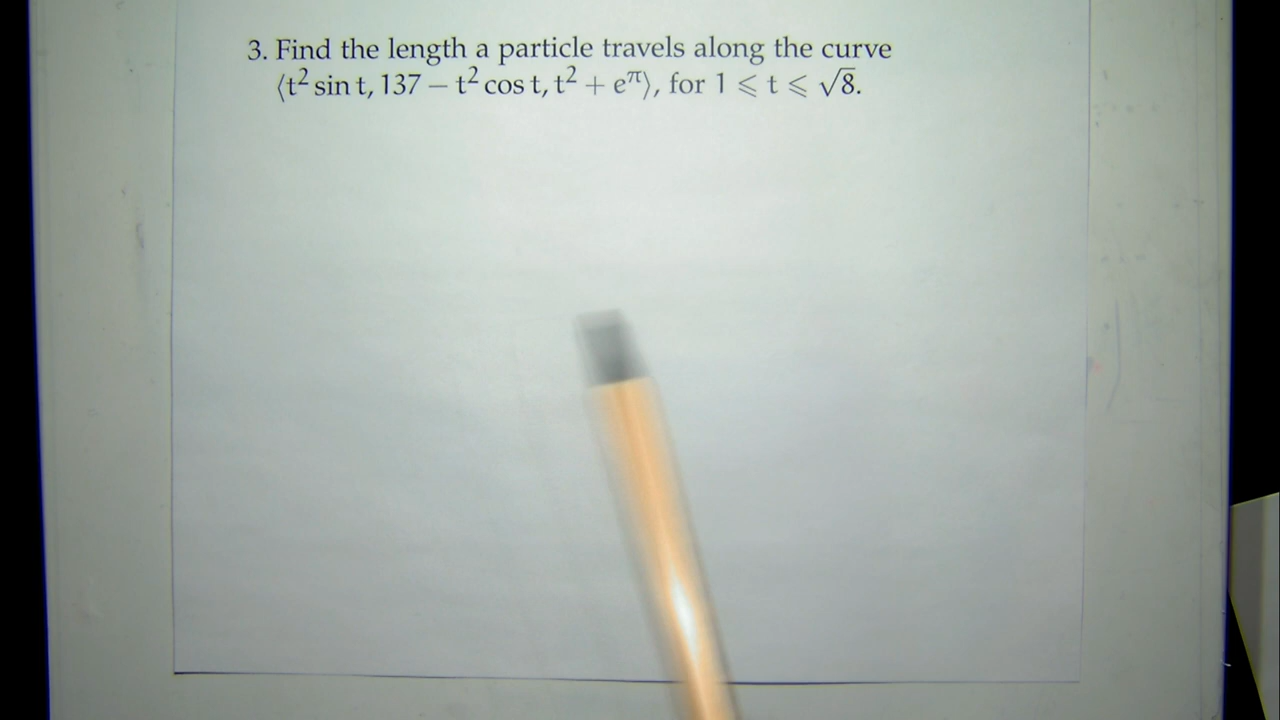 3. Find the length a particle travels along the curve
⟨t² sin t, 137 − t² cos t, t² + e^π⟩, for 1 ⩽ t ⩽ √8.